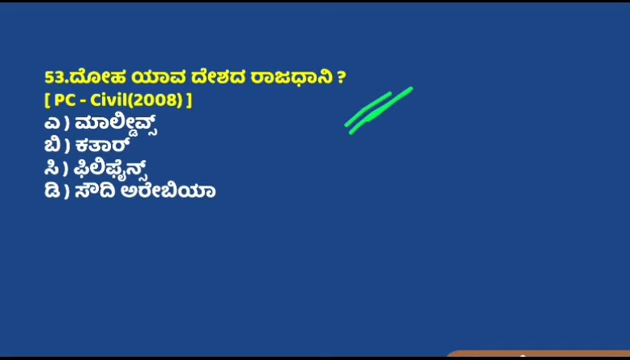 53.ದೋಹ ಯಾವ ದೇಶದ ರಾಜಧಾನಿ ?
[ PC - Civil(2008) ]
ಎ ) ಮಾಲ್ಡೀವ್ಸ್
ಬಿ ) ಕತಾರ್
ಸಿ ) ಫಿಲಿಫೈನ್ಸ್
ಡಿ ) ಸೌದಿ ಅರೇಬಿಯಾ